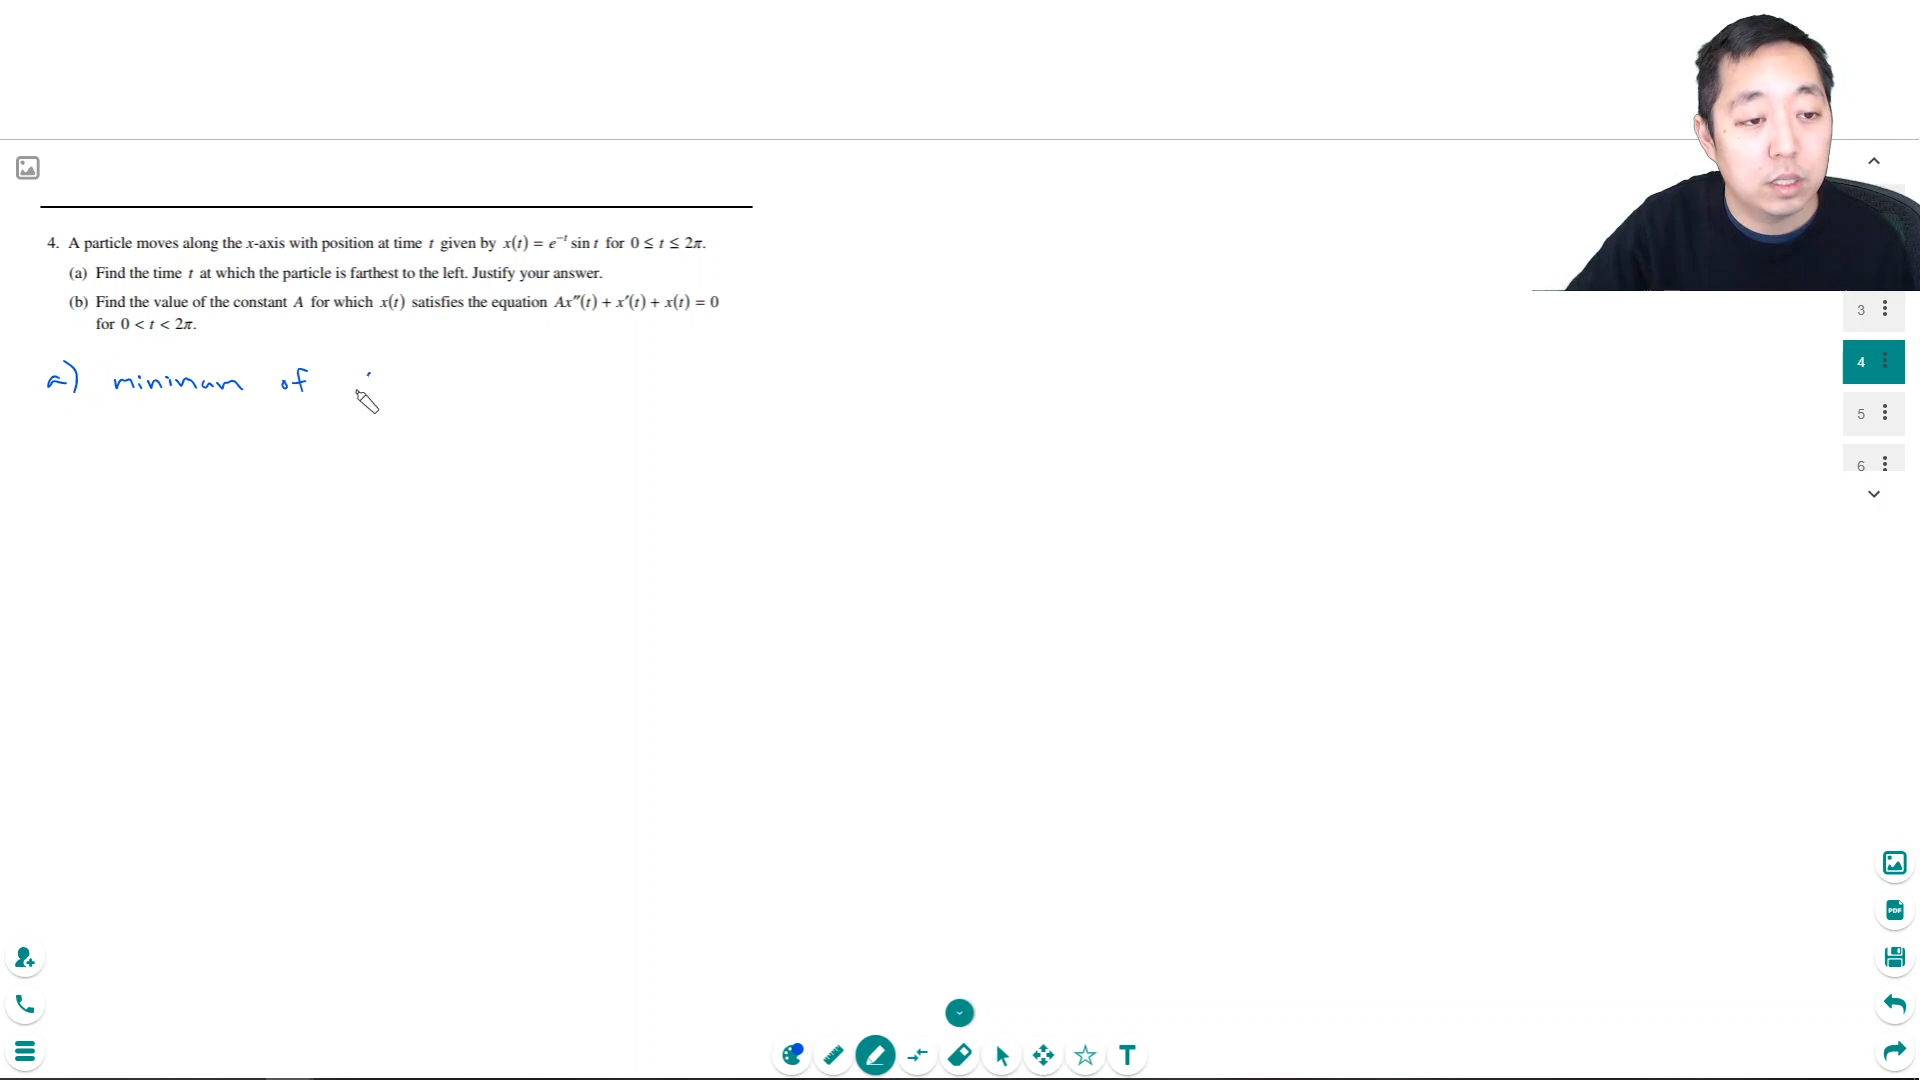 4. A particle moves along the x-axis with position at time t given by x(t) = e⁻ᵗ sin t for 0 ≤ t ≤ 2π.
(a) Find the time t at which the particle is farthest to the left. Justify your answer.
(b) Find the value of the constant A for which x(t) satisfies the equation Ax″(t) + x′(t) + x(t) = 0
for 0 < t < 2π.
a) minimum of
3
4
5
6
PDF
T